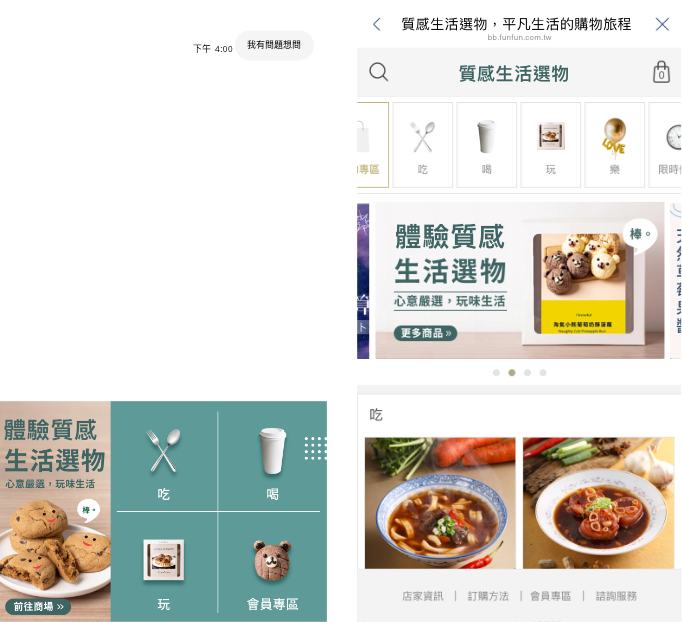 下午 4:00
我有問題想問
體驗質感
生活選物
心意嚴選，玩味生活
棒。
前往商場 »
吃
喝
玩
會員專區
質感生活選物，平凡生活的購物旅程
bb.funfun.com.tw
質感生活選物
0
專區
吃
喝
玩
LOVE
樂
限時
體驗質感
生活選物
心意嚴選，玩味生活
更多商品 »
棒。
淘氣小熊葡萄奶酥菠蘿
吃
店家資訊 | 訂購方法 | 會員專區 | 諮詢服務